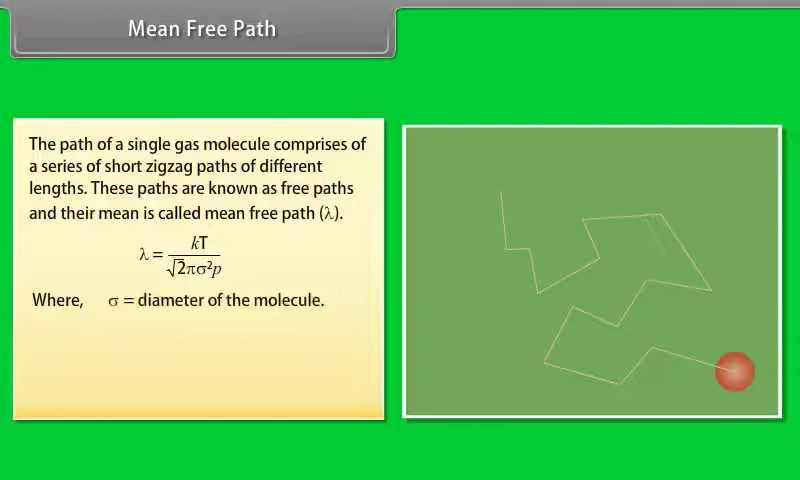 Mean Free Path
The path of a single gas molecule comprises of
a series of short zigzag paths of different
lengths. These paths are known as free paths
and their mean is called mean free path (λ).
λ = kT / √2πσ²p
Where, σ = diameter of the molecule.